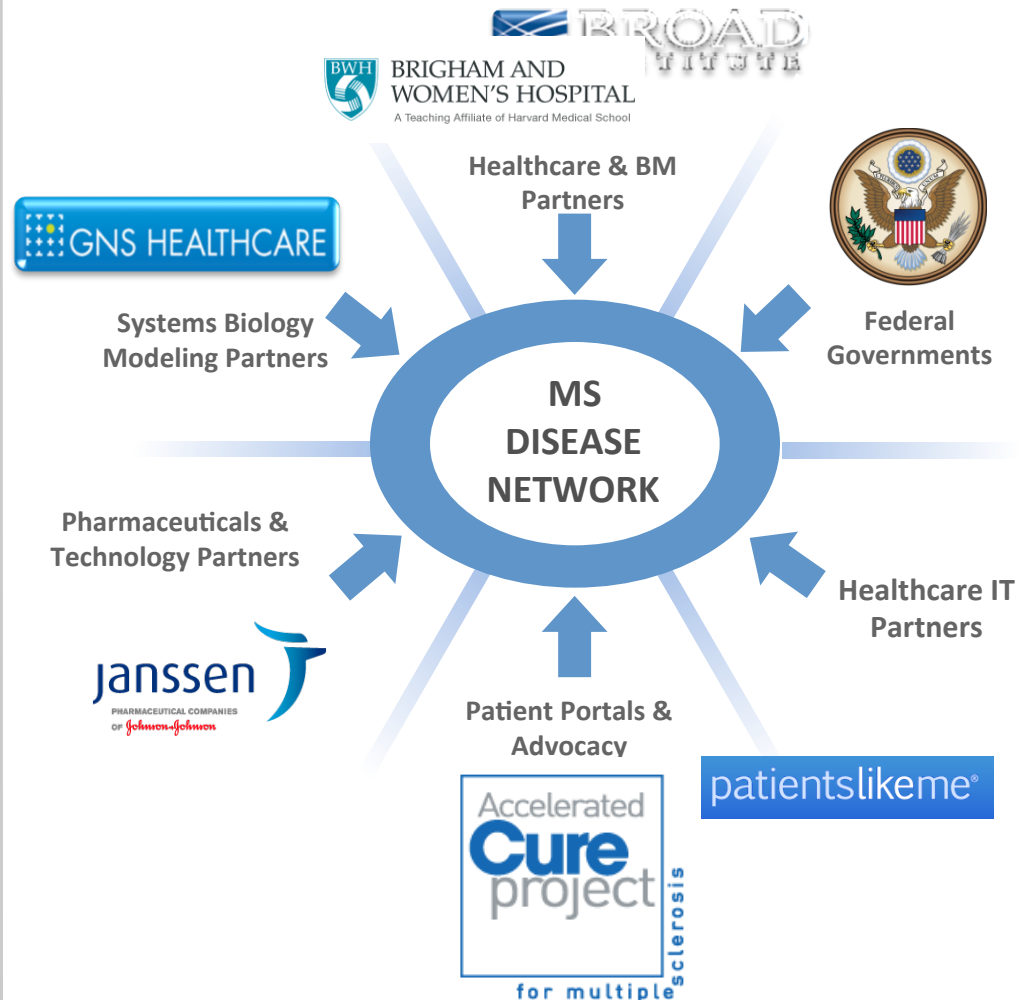 BROAD
BWH
BRIGHAM AND
WOMEN'S HOSPITAL
A Teaching Affiliate of Harvard Medical School
Healthcare & BM
Partners
GNS HEALTHCARE
Systems Biology
Modeling Partners
Federal
Governments
MS
DISEASE
NETWORK
Pharmaceuticals &
Technology Partners
Healthcare IT
Partners
janssen
PHARMACEUTICAL COMPANIES
OF Johnson & Johnson
Patient Portals &
Advocacy
patientslikeme®
Accelerated
Cure
project
for multiple
sclerosis